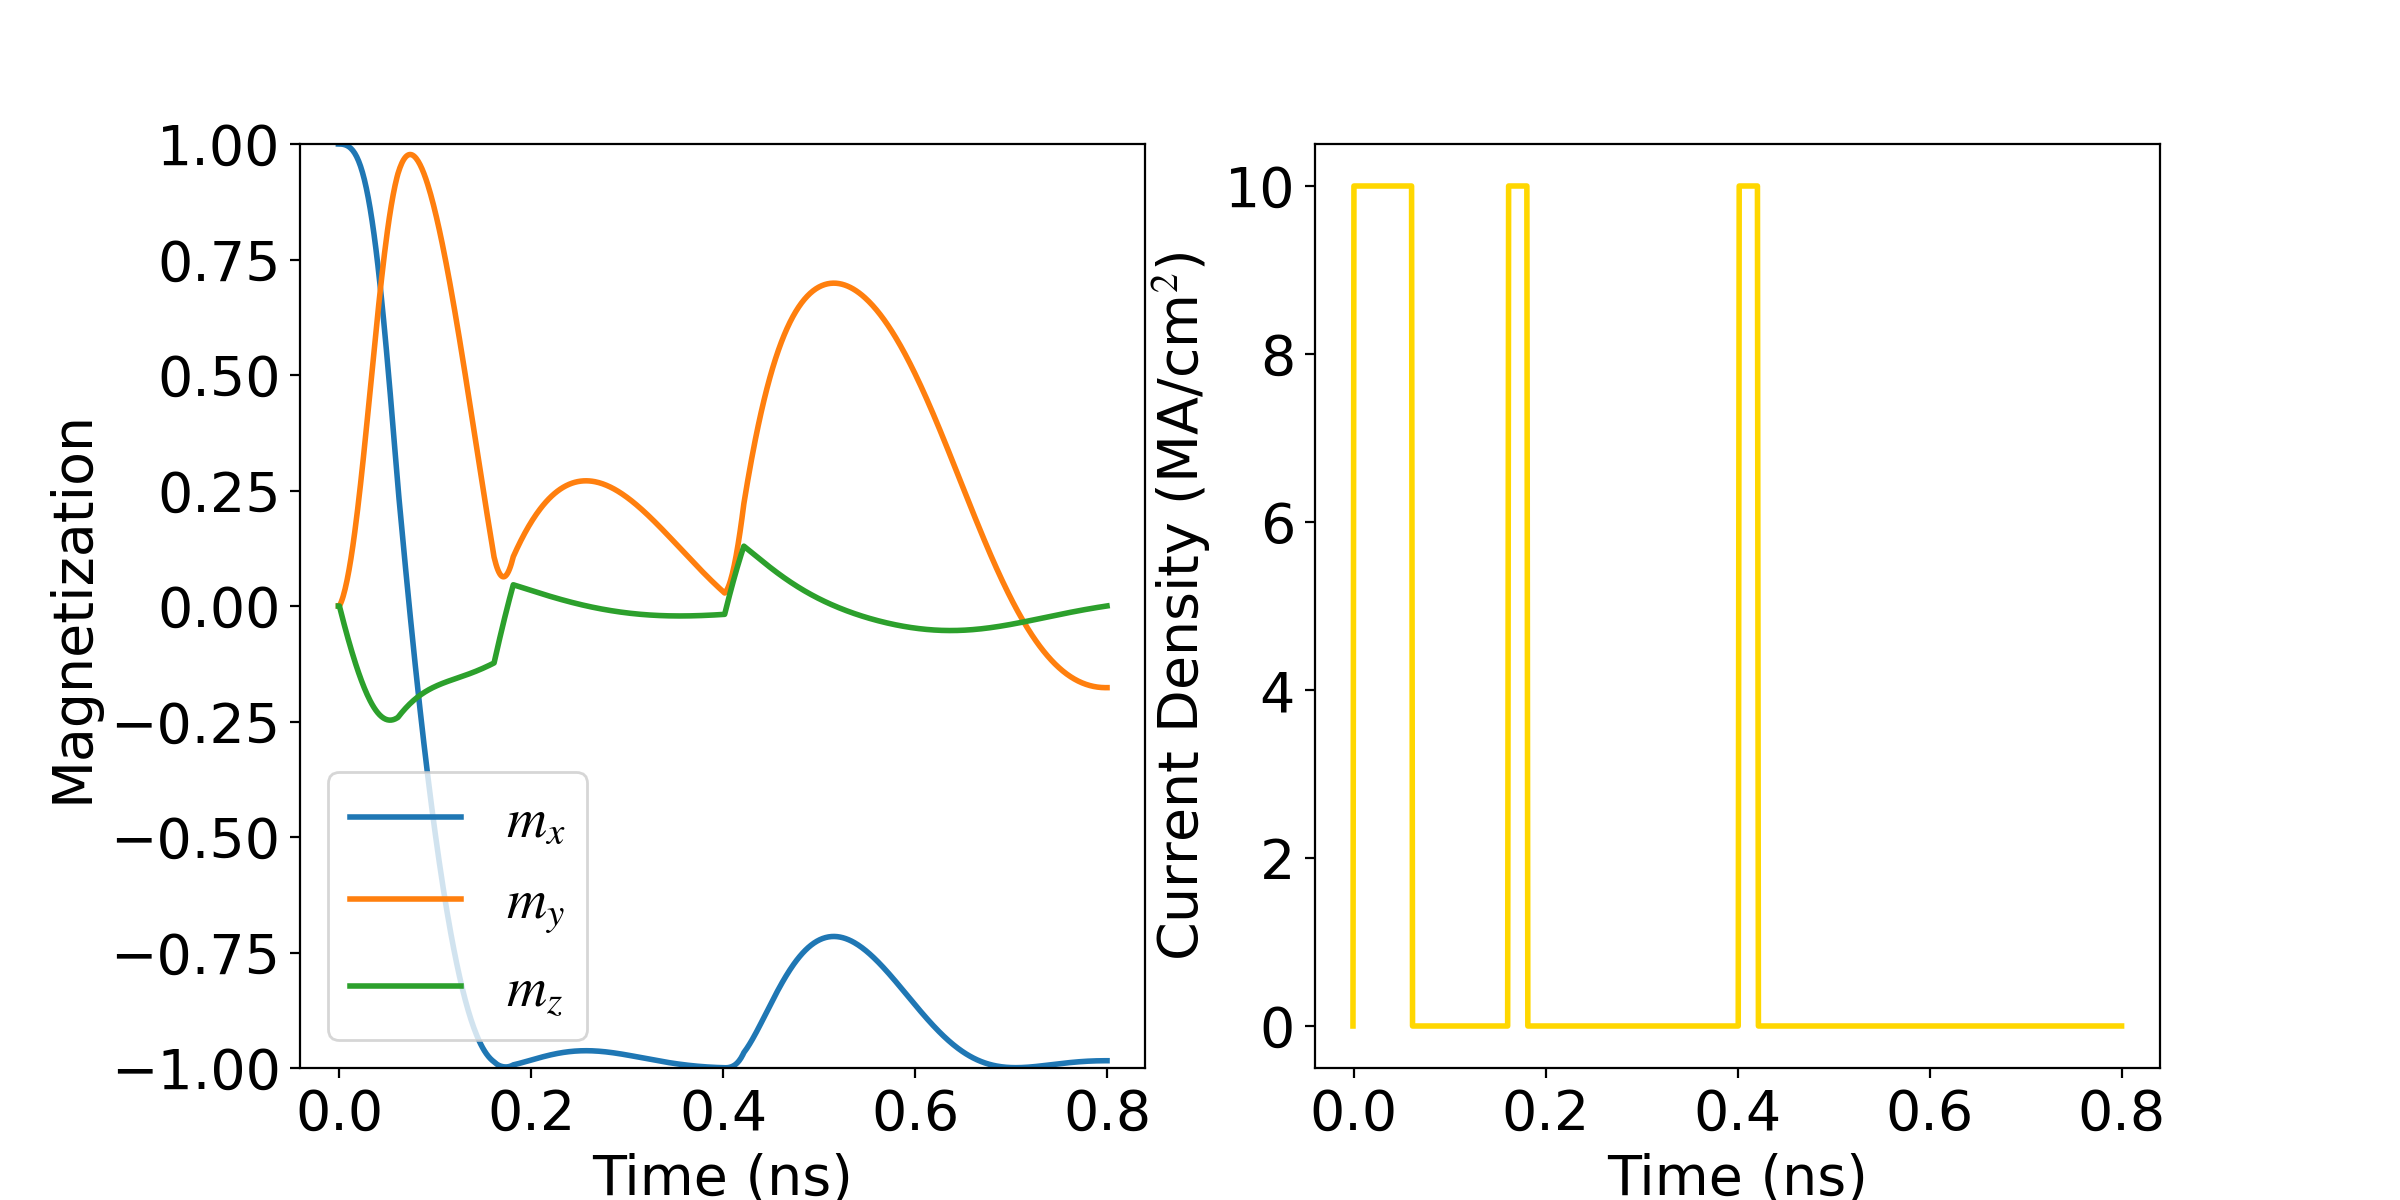 1.00
0.75
0.50
0.25
0.00
−0.25
−0.50
−0.75
−1.00
Magnetization
m_x
m_y
m_z
0.0 0.2 0.4 0.6 0.8
Time (ns)
10
8
6
4
2
0
Current Density (MA/cm²)
0.0 0.2 0.4 0.6 0.8
Time (ns)